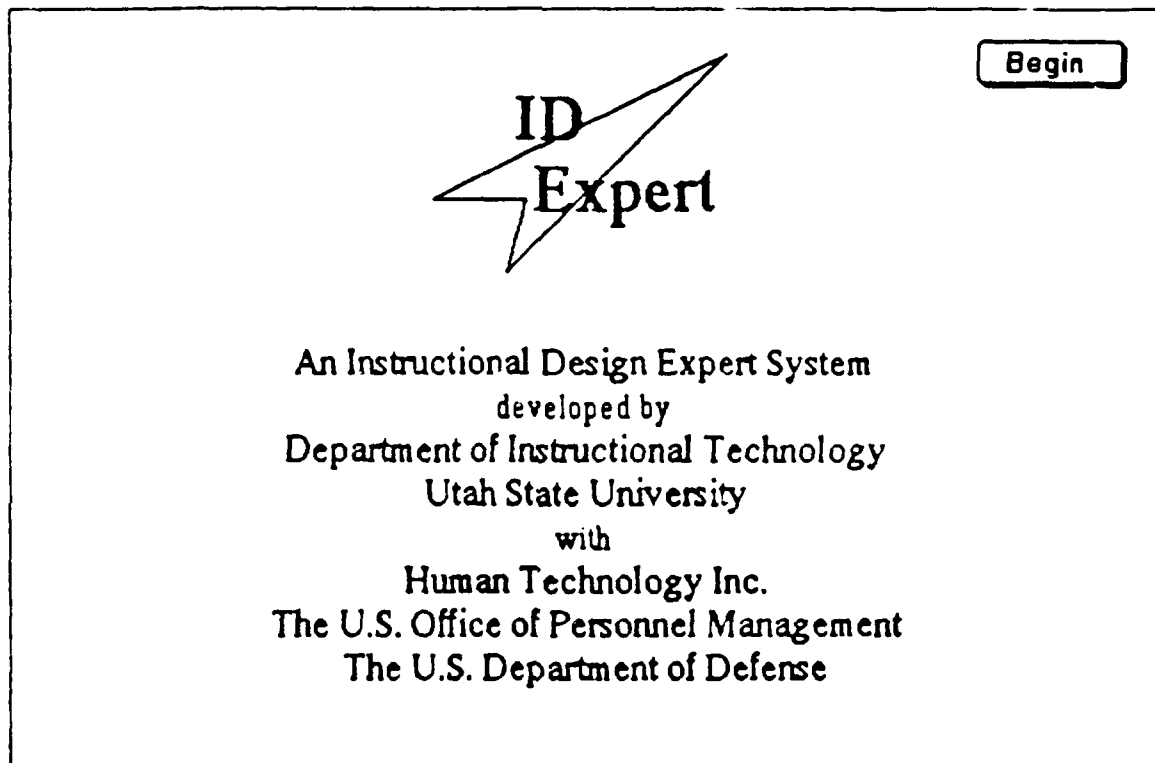 Begin
ID
Expert
An Instructional Design Expert System
developed by
Department of Instructional Technology
Utah State University
with
Human Technology Inc.
The U.S. Office of Personnel Management
The U.S. Department of Defense